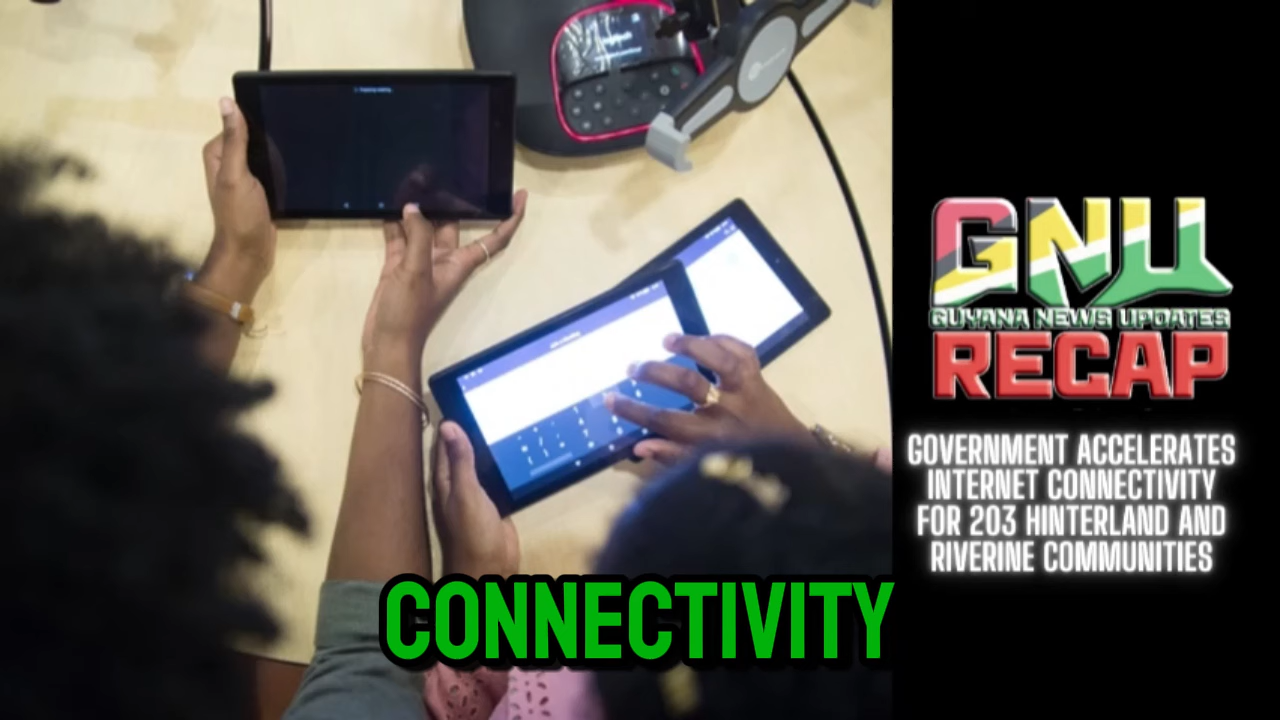 GNU
GUYANA NEWS UPDATES
RECAP
GOVERNMENT ACCELERATES
INTERNET CONNECTIVITY
FOR 203 HINTERLAND AND
RIVERINE COMMUNITIES
CONNECTIVITY